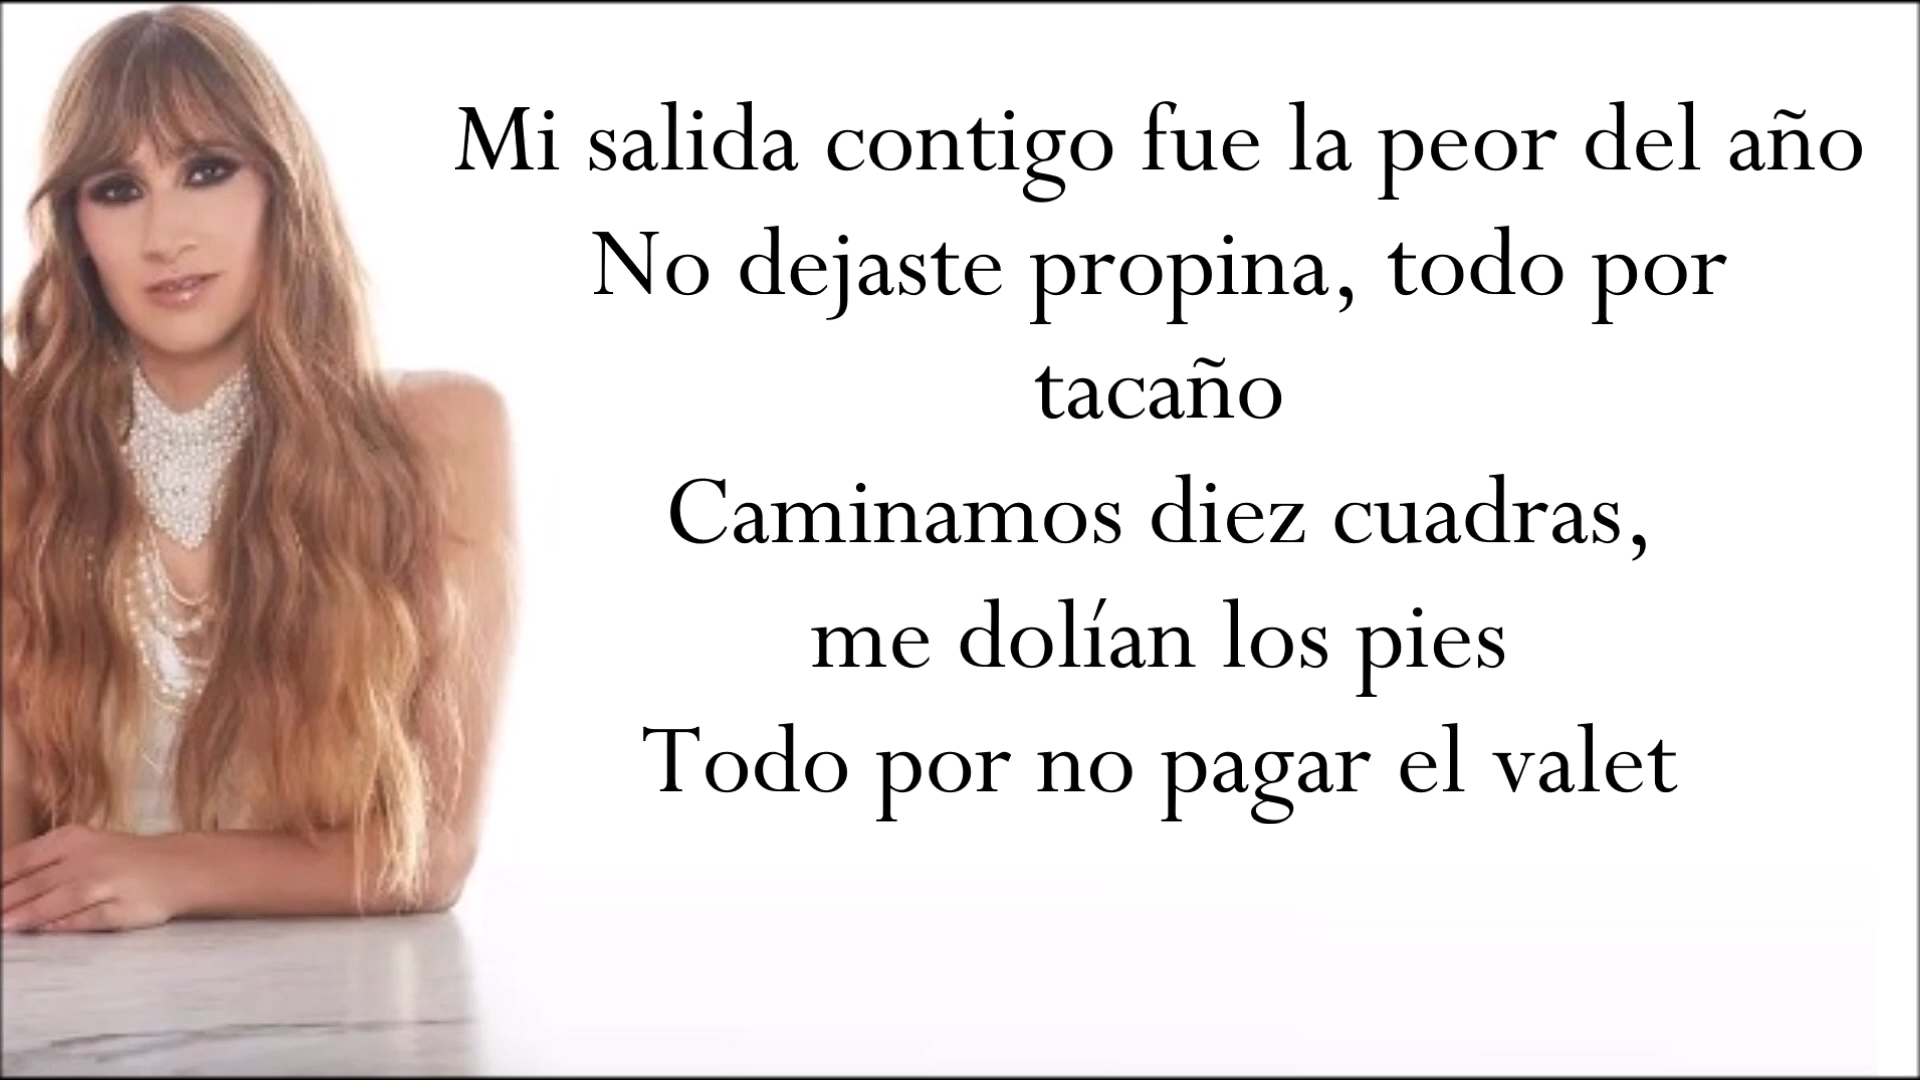 Mi salida contigo fue la peor del año
No dejaste propina, todo por
tacaño
Caminamos diez cuadras,
me dolían los pies
Todo por no pagar el valet